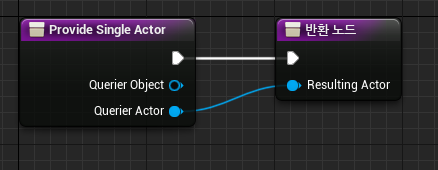 Provide Single Actor
반환 노드
Querier Object
Resulting Actor
Querier Actor